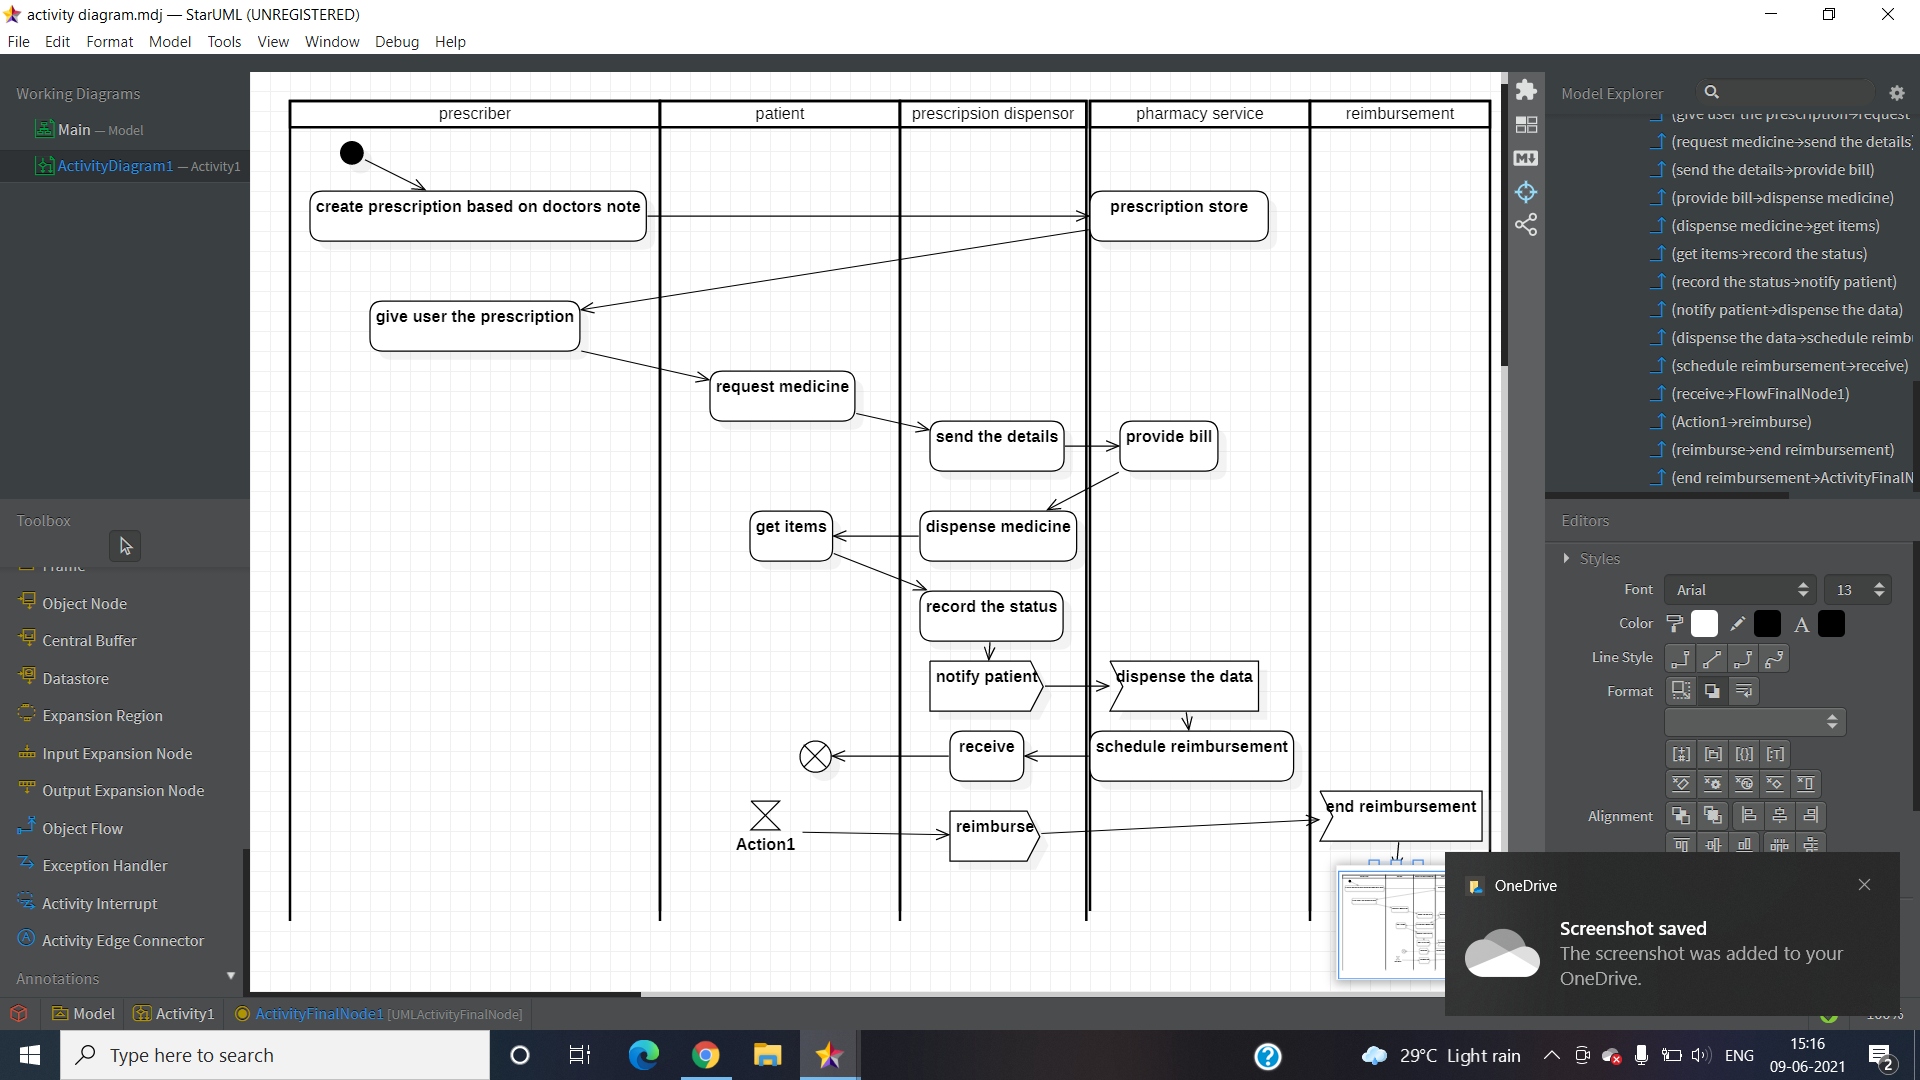 activity diagram.mdj — StarUML (UNREGISTERED)
File Edit Format Model Tools View Window Debug Help
Working Diagrams
Main — Model
ActivityDiagram1 — Activity1
Toolbox
Frame
Object Node
Central Buffer
Datastore
Expansion Region
Input Expansion Node
Output Expansion Node
Object Flow
Exception Handler
Activity Interrupt
Activity Edge Connector
Annotations
prescriber patient prescripsion dispensor pharmacy service reimbursement
create prescription based on doctors note
prescription store
give user the prescription
request medicine
send the details
provide bill
get items
dispense medicine
record the status
notify patient
dispense the data
receive
schedule reimbursement
Action1
reimburse
end reimbursement
Model Explorer
(give user the prescription→request
(request medicine→send the details)
(send the details→provide bill)
(provide bill→dispense medicine)
(dispense medicine→get items)
(get items→record the status)
(record the status→notify patient)
(notify patient→dispense the data)
(dispense the data→schedule reimb
(schedule reimbursement→receive)
(receive→FlowFinalNode1)
(Action1→reimburse)
(reimburse→end reimbursement)
(end reimbursement→ActivityFinalN
Editors
Styles
Font Arial 13
Color A
Line Style
Format
Alignment
OneDrive
Screenshot saved
The screenshot was added to your
OneDrive.
Model Activity1 ActivityFinalNode1 [UMLActivityFinalNode]
100%
Type here to search
29°C Light rain
ENG
15:16
09-06-2021
2